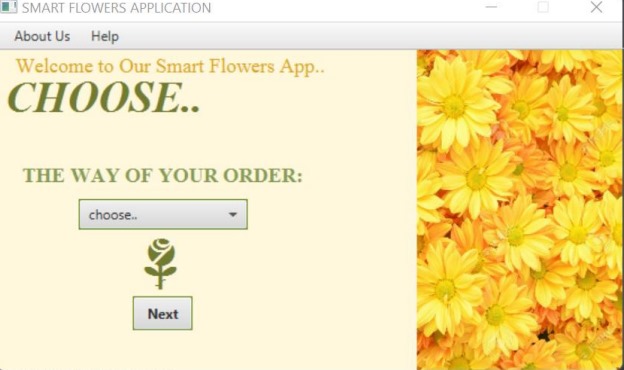 SMART FLOWERS APPLICATION
About Us Help
Welcome to Our Smart Flowers App..
CHOOSE..
THE WAY OF YOUR ORDER:
choose..
Next